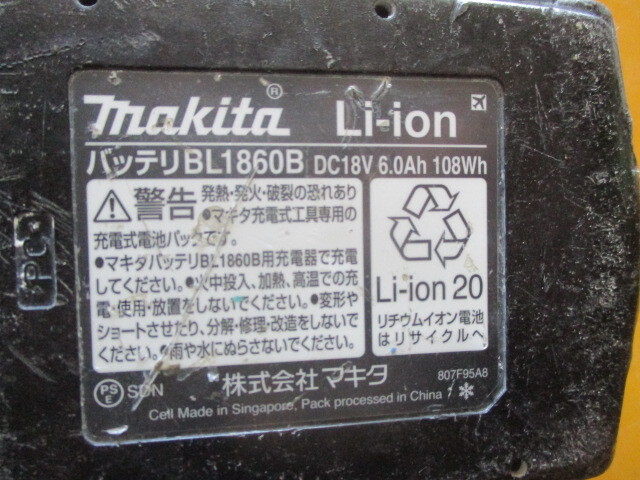 makita® Li-ion
バッテリBL1860B DC18V 6.0Ah 108Wh
警告 発熱・発火・破裂の恐れあり
●マキタ充電式工具専用の
充電式電池パックです。
●マキタバッテリBL1860B用充電器で充電
してください。●火中投入、加熱、高温での充
電・使用・放置をしないでください。●変形や
ショートさせたり、分解・修理・改造をしないで
ください。●雨や水にぬらさないでください。
Li-ion 20
リチウムイオン電池
はリサイクルへ
PS
E SDN 株式会社マキタ 807F95A8
Cell Made in Singapore, Pack processed in China
>PC<